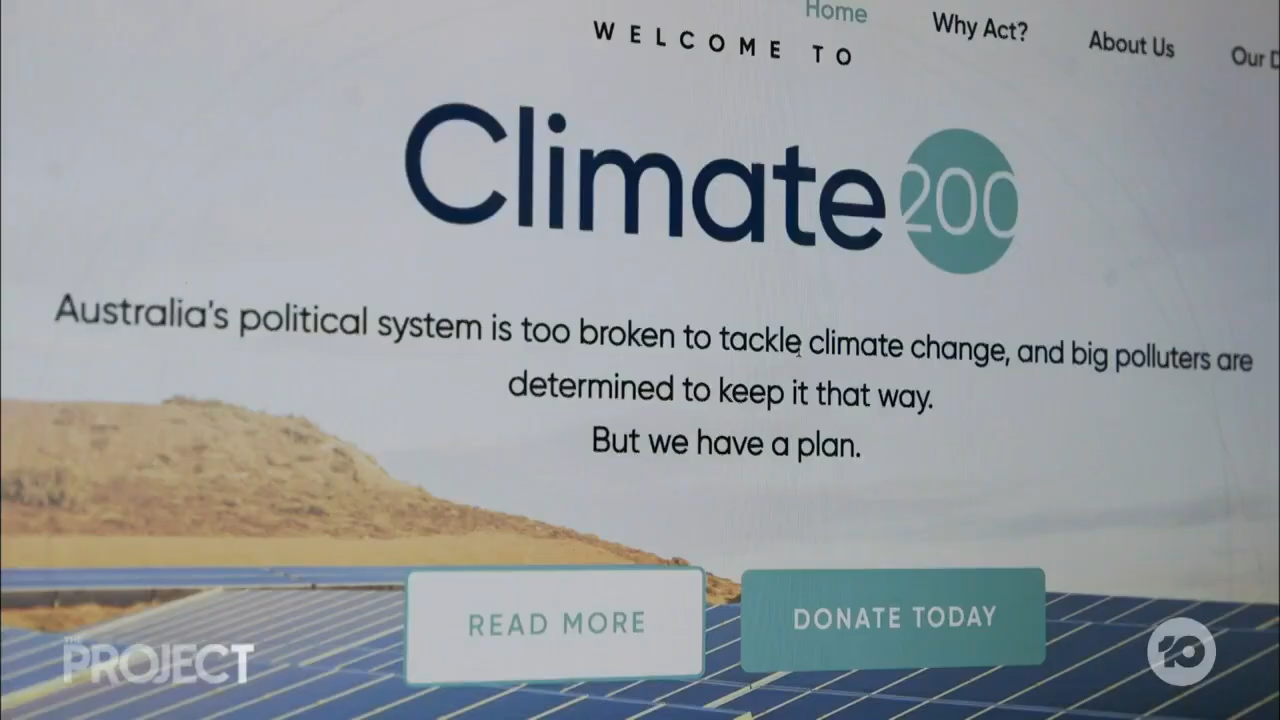 Home
Why Act?
About Us
Our D
WELCOME TO
Climate 200
Australia's political system is too broken to tackle climate change, and big polluters are
determined to keep it that way.
But we have a plan.
READ MORE
DONATE TODAY
THE
PROJECT
10